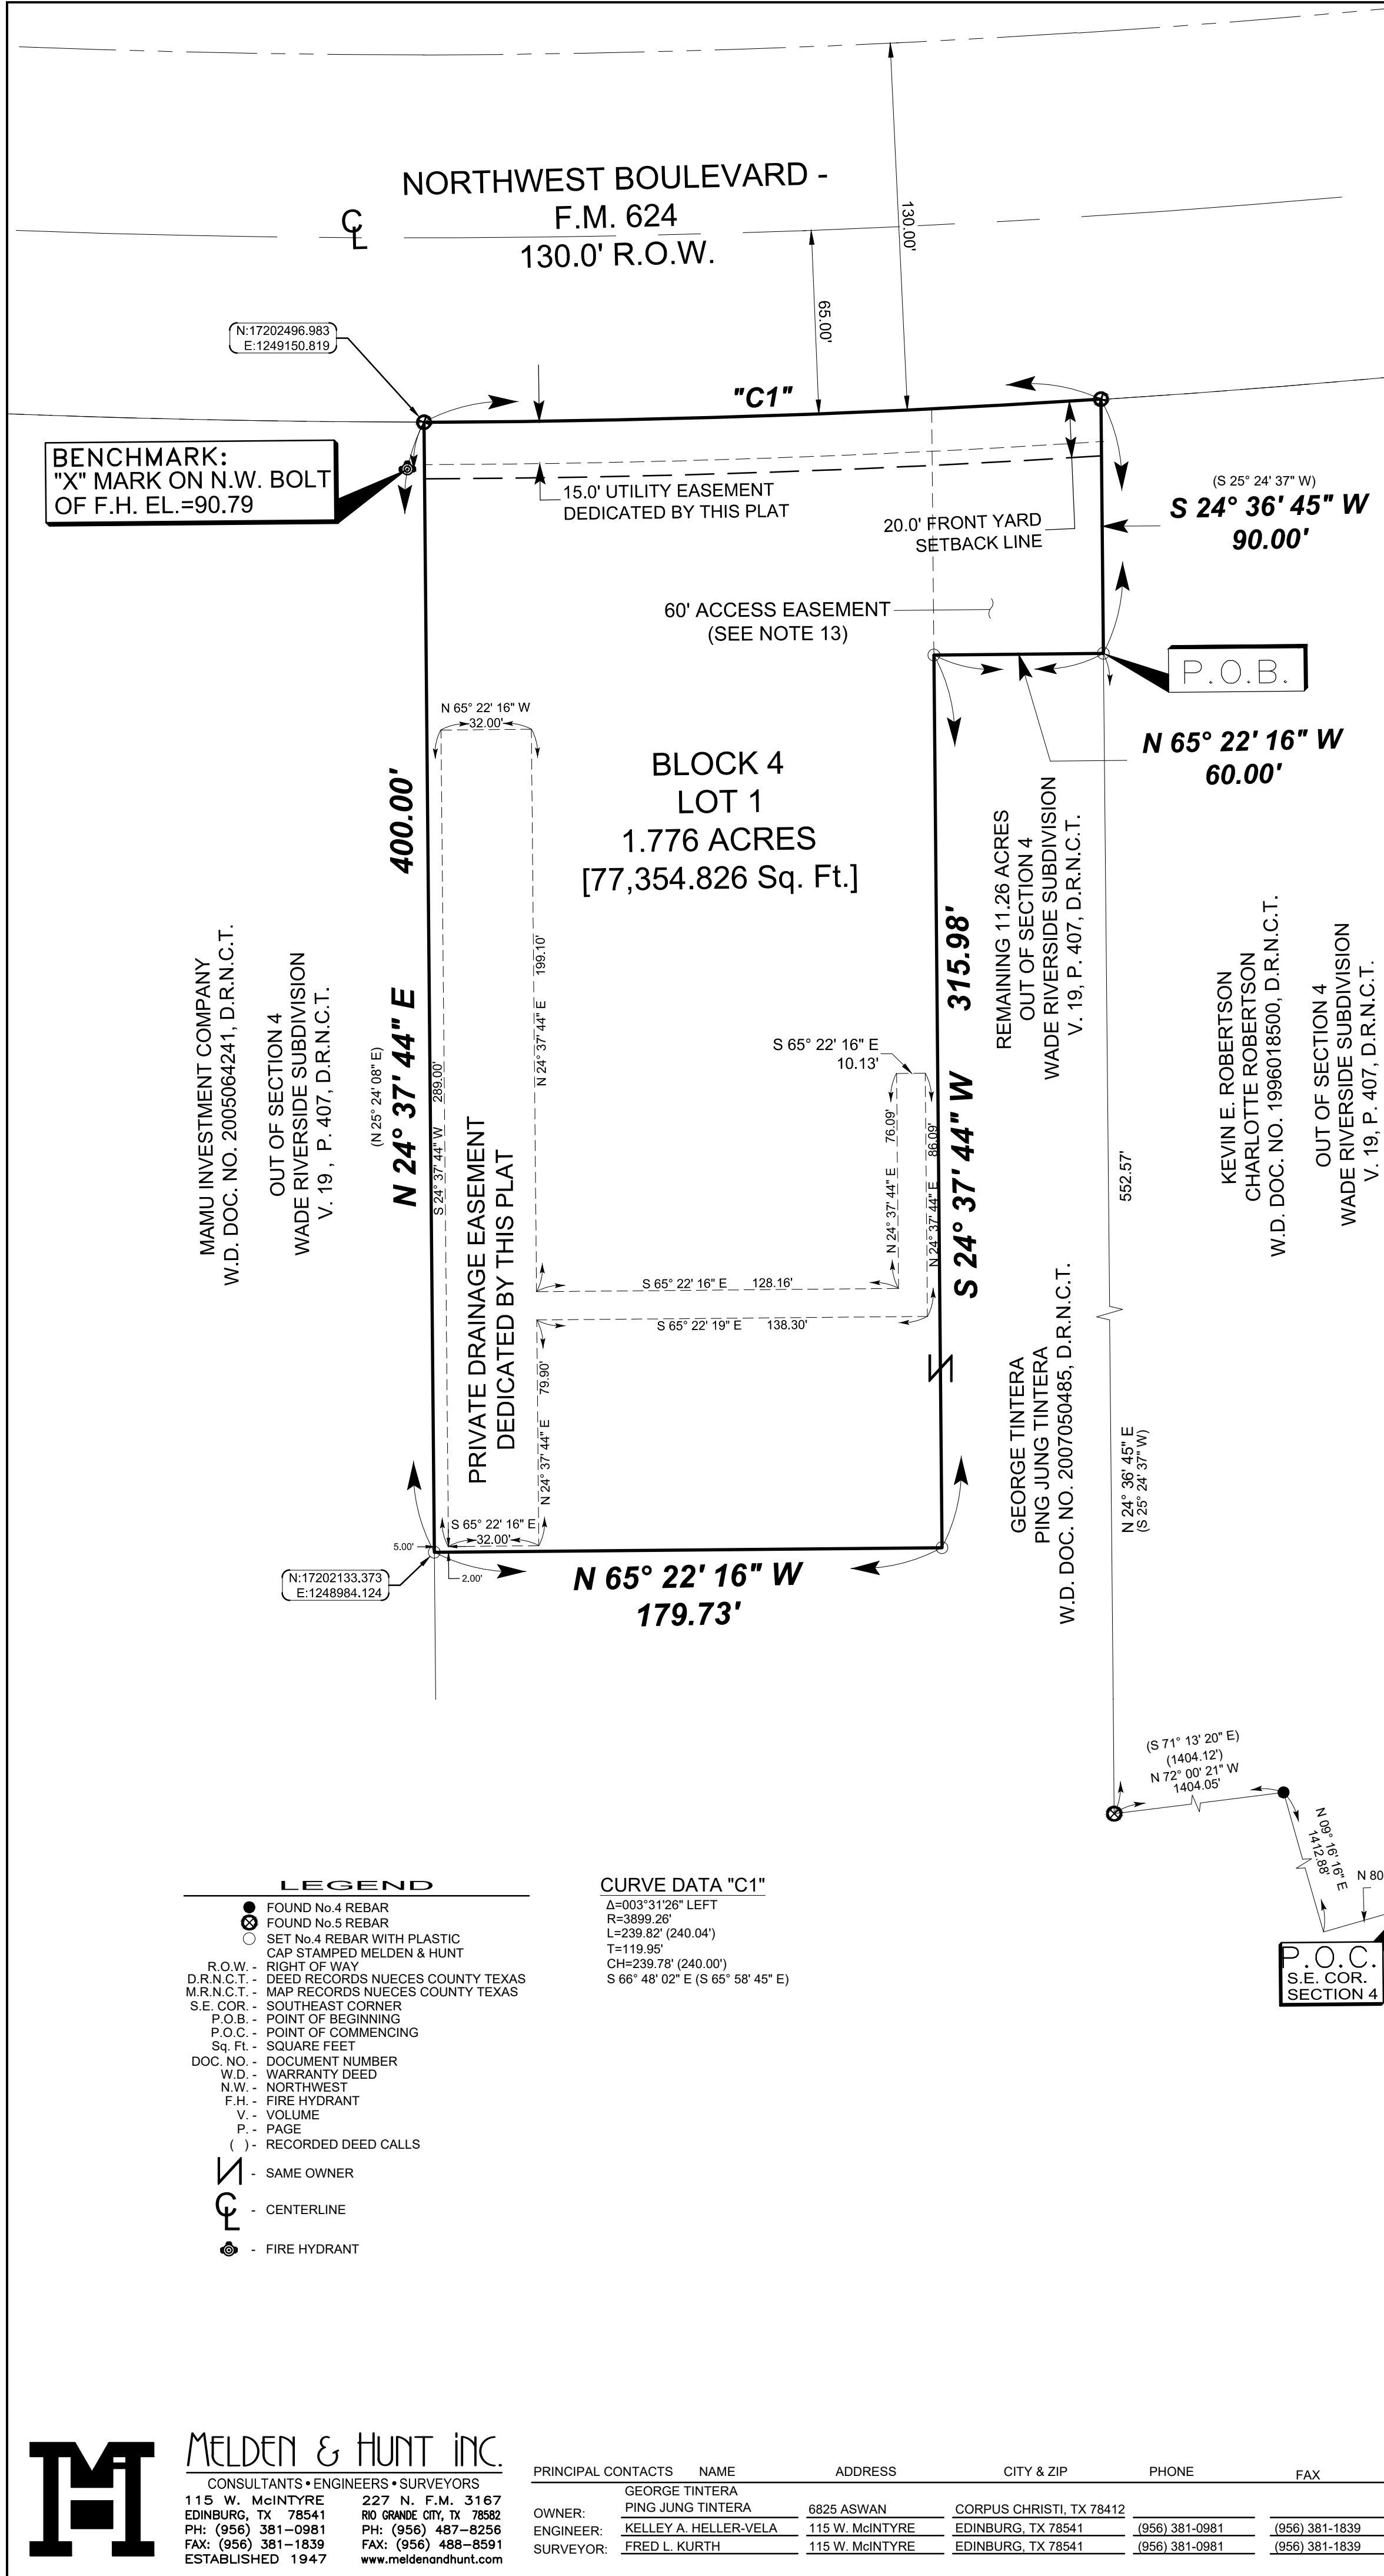 NORTHWEST BOULEVARD -
F.M. 624
130.0' R.O.W.
CL
130.00'
65.00'
N:17202496.983
E:1249150.819
"C1"
BENCHMARK:
"X" MARK ON N.W. BOLT
OF F.H. EL.=90.79
15.0' UTILITY EASEMENT
DEDICATED BY THIS PLAT
20.0' FRONT YARD
SETBACK LINE
(S 25° 24' 37" W)
S 24° 36' 45" W
90.00'
60' ACCESS EASEMENT
(SEE NOTE 13)
P.O.B.
N 65° 22' 16" W
60.00'
N 65° 22' 16" W
32.00'
BLOCK 4
LOT 1
1.776 ACRES
[77,354.826 Sq. Ft.]
MAMU INVESTMENT COMPANY
W.D. DOC. NO. 2005064241, D.R.N.C.T.
OUT OF SECTION 4
WADE RIVERSIDE SUBDIVISION
V. 19 , P. 407, D.R.N.C.T.
(N 25° 24' 08" E)
N 24° 37' 44" E 400.00'
S 24° 37' 44" W 289.00'
PRIVATE DRAINAGE EASEMENT
DEDICATED BY THIS PLAT
N 24° 37' 44" E 199.10'
S 65° 22' 16" E
10.13'
N 24° 37' 44" E 76.09'
N 24° 37' 44" E 86.09'
S 24° 37' 44" W 315.98'
REMAINING 11.26 ACRES
OUT OF SECTION 4
WADE RIVERSIDE SUBDIVISION
V. 19, P. 407, D.R.N.C.T.
GEORGE TINTERA
PING JUNG TINTERA
W.D. DOC. NO. 2007050485, D.R.N.C.T.
552.57'
N 24° 36' 45" E
(S 25° 24' 37" W)
KEVIN E. ROBERTSON
CHARLOTTE ROBERTSON
W.D. DOC. NO. 1996018500, D.R.N.C.T.
OUT OF SECTION 4
WADE RIVERSIDE SUBDIVISION
V. 19, P. 407, D.R.N.C.T.
S 65° 22' 16" E 128.16'
S 65° 22' 19" E 138.30'
N 24° 37' 44" E 79.90'
S 65° 22' 16" E
32.00'
5.00'
2.00'
N:17202133.373
E:1248984.124
N 65° 22' 16" W
179.73'
(S 71° 13' 20" E)
(1404.12')
N 72° 00' 21" W
1404.05'
N 09° 16' 16" E
1412.88'
N 80
P.O.C.
S.E. COR.
SECTION 4
LEGEND
FOUND No.4 REBAR
FOUND No.5 REBAR
SET No.4 REBAR WITH PLASTIC
CAP STAMPED MELDEN & HUNT
R.O.W. - RIGHT OF WAY
D.R.N.C.T. - DEED RECORDS NUECES COUNTY TEXAS
M.R.N.C.T. - MAP RECORDS NUECES COUNTY TEXAS
S.E. COR. - SOUTHEAST CORNER
P.O.B. - POINT OF BEGINNING
P.O.C. - POINT OF COMMENCING
Sq. Ft. - SQUARE FEET
DOC. NO. - DOCUMENT NUMBER
W.D. - WARRANTY DEED
N.W. - NORTHWEST
F.H. - FIRE HYDRANT
V. - VOLUME
P. - PAGE
( ) - RECORDED DEED CALLS
- SAME OWNER
CL - CENTERLINE
- FIRE HYDRANT
CURVE DATA "C1"
Δ=003°31'26" LEFT
R=3899.26'
L=239.82' (240.04')
T=119.95'
CH=239.78' (240.00')
S 66° 48' 02" E (S 65° 58' 45" E)
MH
MELDEN & HUNT INC.
CONSULTANTS • ENGINEERS • SURVEYORS
115 W. McINTYRE 227 N. F.M. 3167
EDINBURG, TX 78541 RIO GRANDE CITY, TX 78582
PH: (956) 381-0981 PH: (956) 487-8256
FAX: (956) 381-1839 FAX: (956) 488-8591
ESTABLISHED 1947 www.meldenandhunt.com
PRINCIPAL CONTACTS NAME ADDRESS CITY & ZIP PHONE FAX
GEORGE TINTERA
OWNER: PING JUNG TINTERA 6825 ASWAN CORPUS CHRISTI, TX 78412
ENGINEER: KELLEY A. HELLER-VELA 115 W. McINTYRE EDINBURG, TX 78541 (956) 381-0981 (956) 381-1839
SURVEYOR: FRED L. KURTH 115 W. McINTYRE EDINBURG, TX 78541 (956) 381-0981 (956) 381-1839